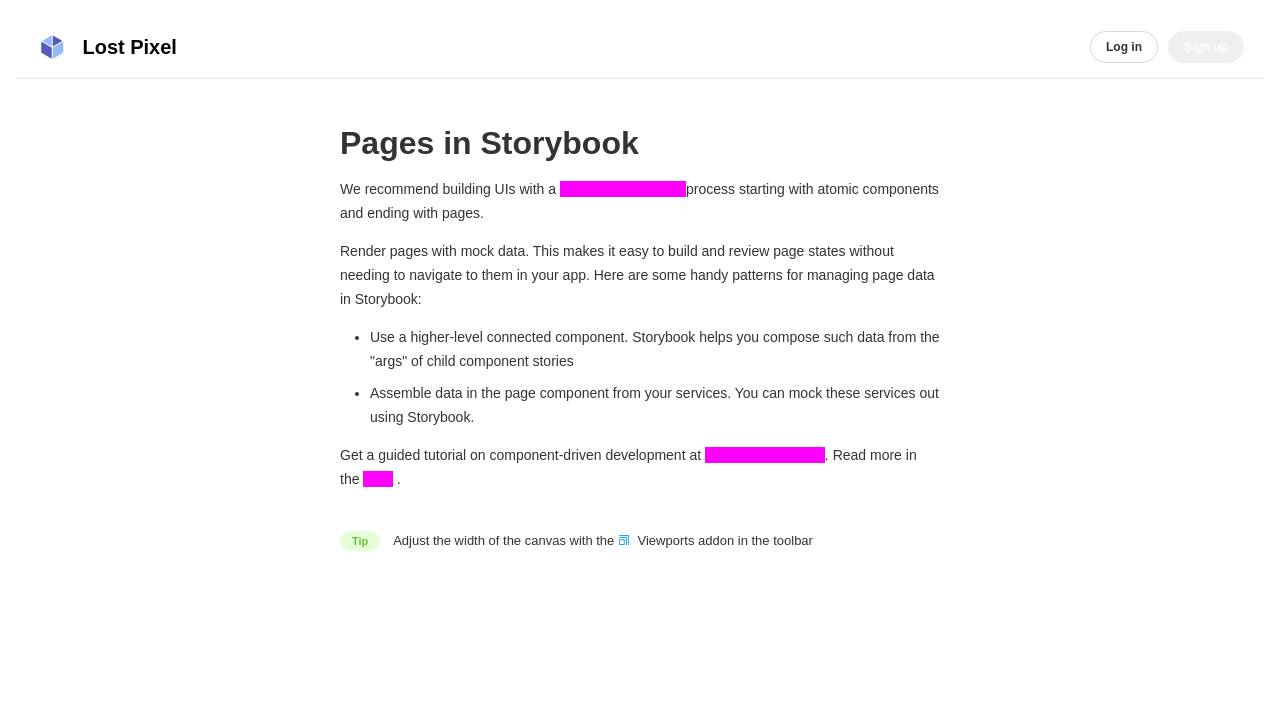 Lost Pixel
Log in
Sign up
Pages in Storybook
We recommend building UIs with a process starting with atomic components
and ending with pages.
Render pages with mock data. This makes it easy to build and review page states without
needing to navigate to them in your app. Here are some handy patterns for managing page data
in Storybook:
• Use a higher-level connected component. Storybook helps you compose such data from the
"args" of child component stories
• Assemble data in the page component from your services. You can mock these services out
using Storybook.
Get a guided tutorial on component-driven development at . Read more in
the .
Tip Adjust the width of the canvas with the Viewports addon in the toolbar